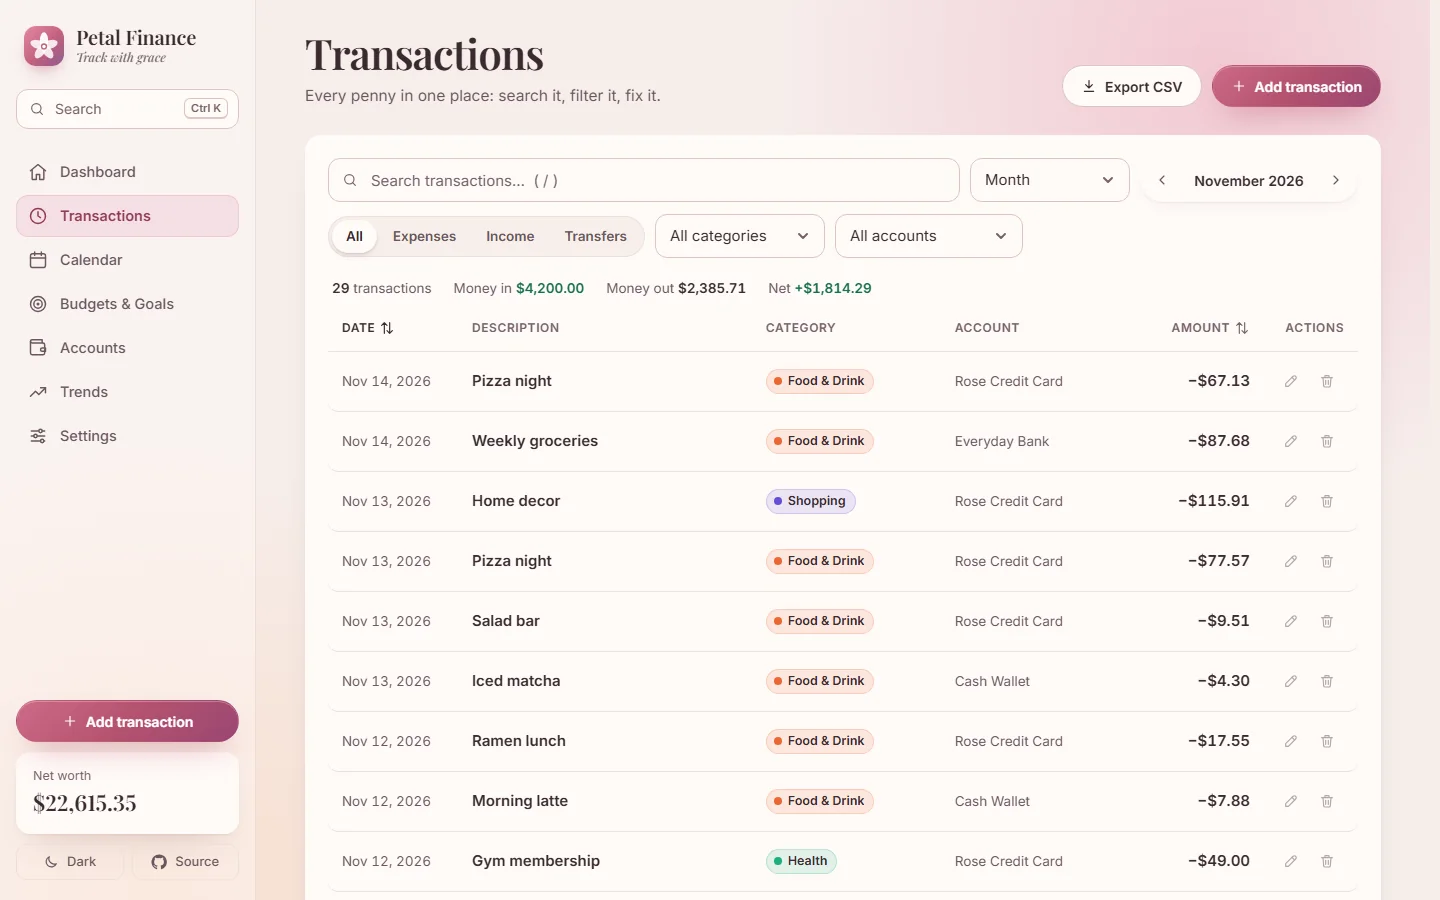 Petal Finance
Track with grace
Search Ctrl K
Dashboard
Transactions
Calendar
Budgets & Goals
Accounts
Trends
Settings
Add transaction
Net worth
$22,615.35
Dark Source
Transactions
Every penny in one place: search it, filter it, fix it.
Export CSV Add transaction
Search transactions... ( / ) Month November 2026
All Expenses Income Transfers All categories All accounts
29 transactions Money in $4,200.00 Money out $2,385.71 Net +$1,814.29
DATE DESCRIPTION CATEGORY ACCOUNT AMOUNT ACTIONS
Nov 14, 2026 Pizza night Food & Drink Rose Credit Card −$67.13
Nov 14, 2026 Weekly groceries Food & Drink Everyday Bank −$87.68
Nov 13, 2026 Home decor Shopping Rose Credit Card −$115.91
Nov 13, 2026 Pizza night Food & Drink Rose Credit Card −$77.57
Nov 13, 2026 Salad bar Food & Drink Rose Credit Card −$9.51
Nov 13, 2026 Iced matcha Food & Drink Cash Wallet −$4.30
Nov 12, 2026 Ramen lunch Food & Drink Rose Credit Card −$17.55
Nov 12, 2026 Morning latte Food & Drink Cash Wallet −$7.88
Nov 12, 2026 Gym membership Health Rose Credit Card −$49.00